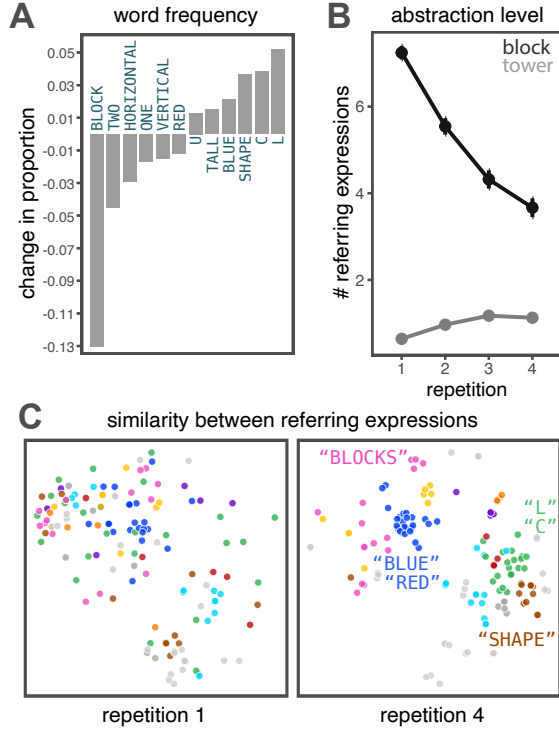 A
word frequency
change in proportion
0.05
0.03
0.01
-0.01
-0.03
-0.05
-0.07
-0.09
-0.11
-0.13
BLOCK
TWO
HORIZONTAL
ONE
VERTICAL
RED
U
TALL
BLUE
SHAPE
C
L
B
abstraction level
block
tower
# referring expressions
6
4
2
1 2 3 4
repetition
C
similarity between referring expressions
“BLOCKS”
“L”
“C”
“BLUE”
“RED”
“SHAPE”
repetition 1
repetition 4